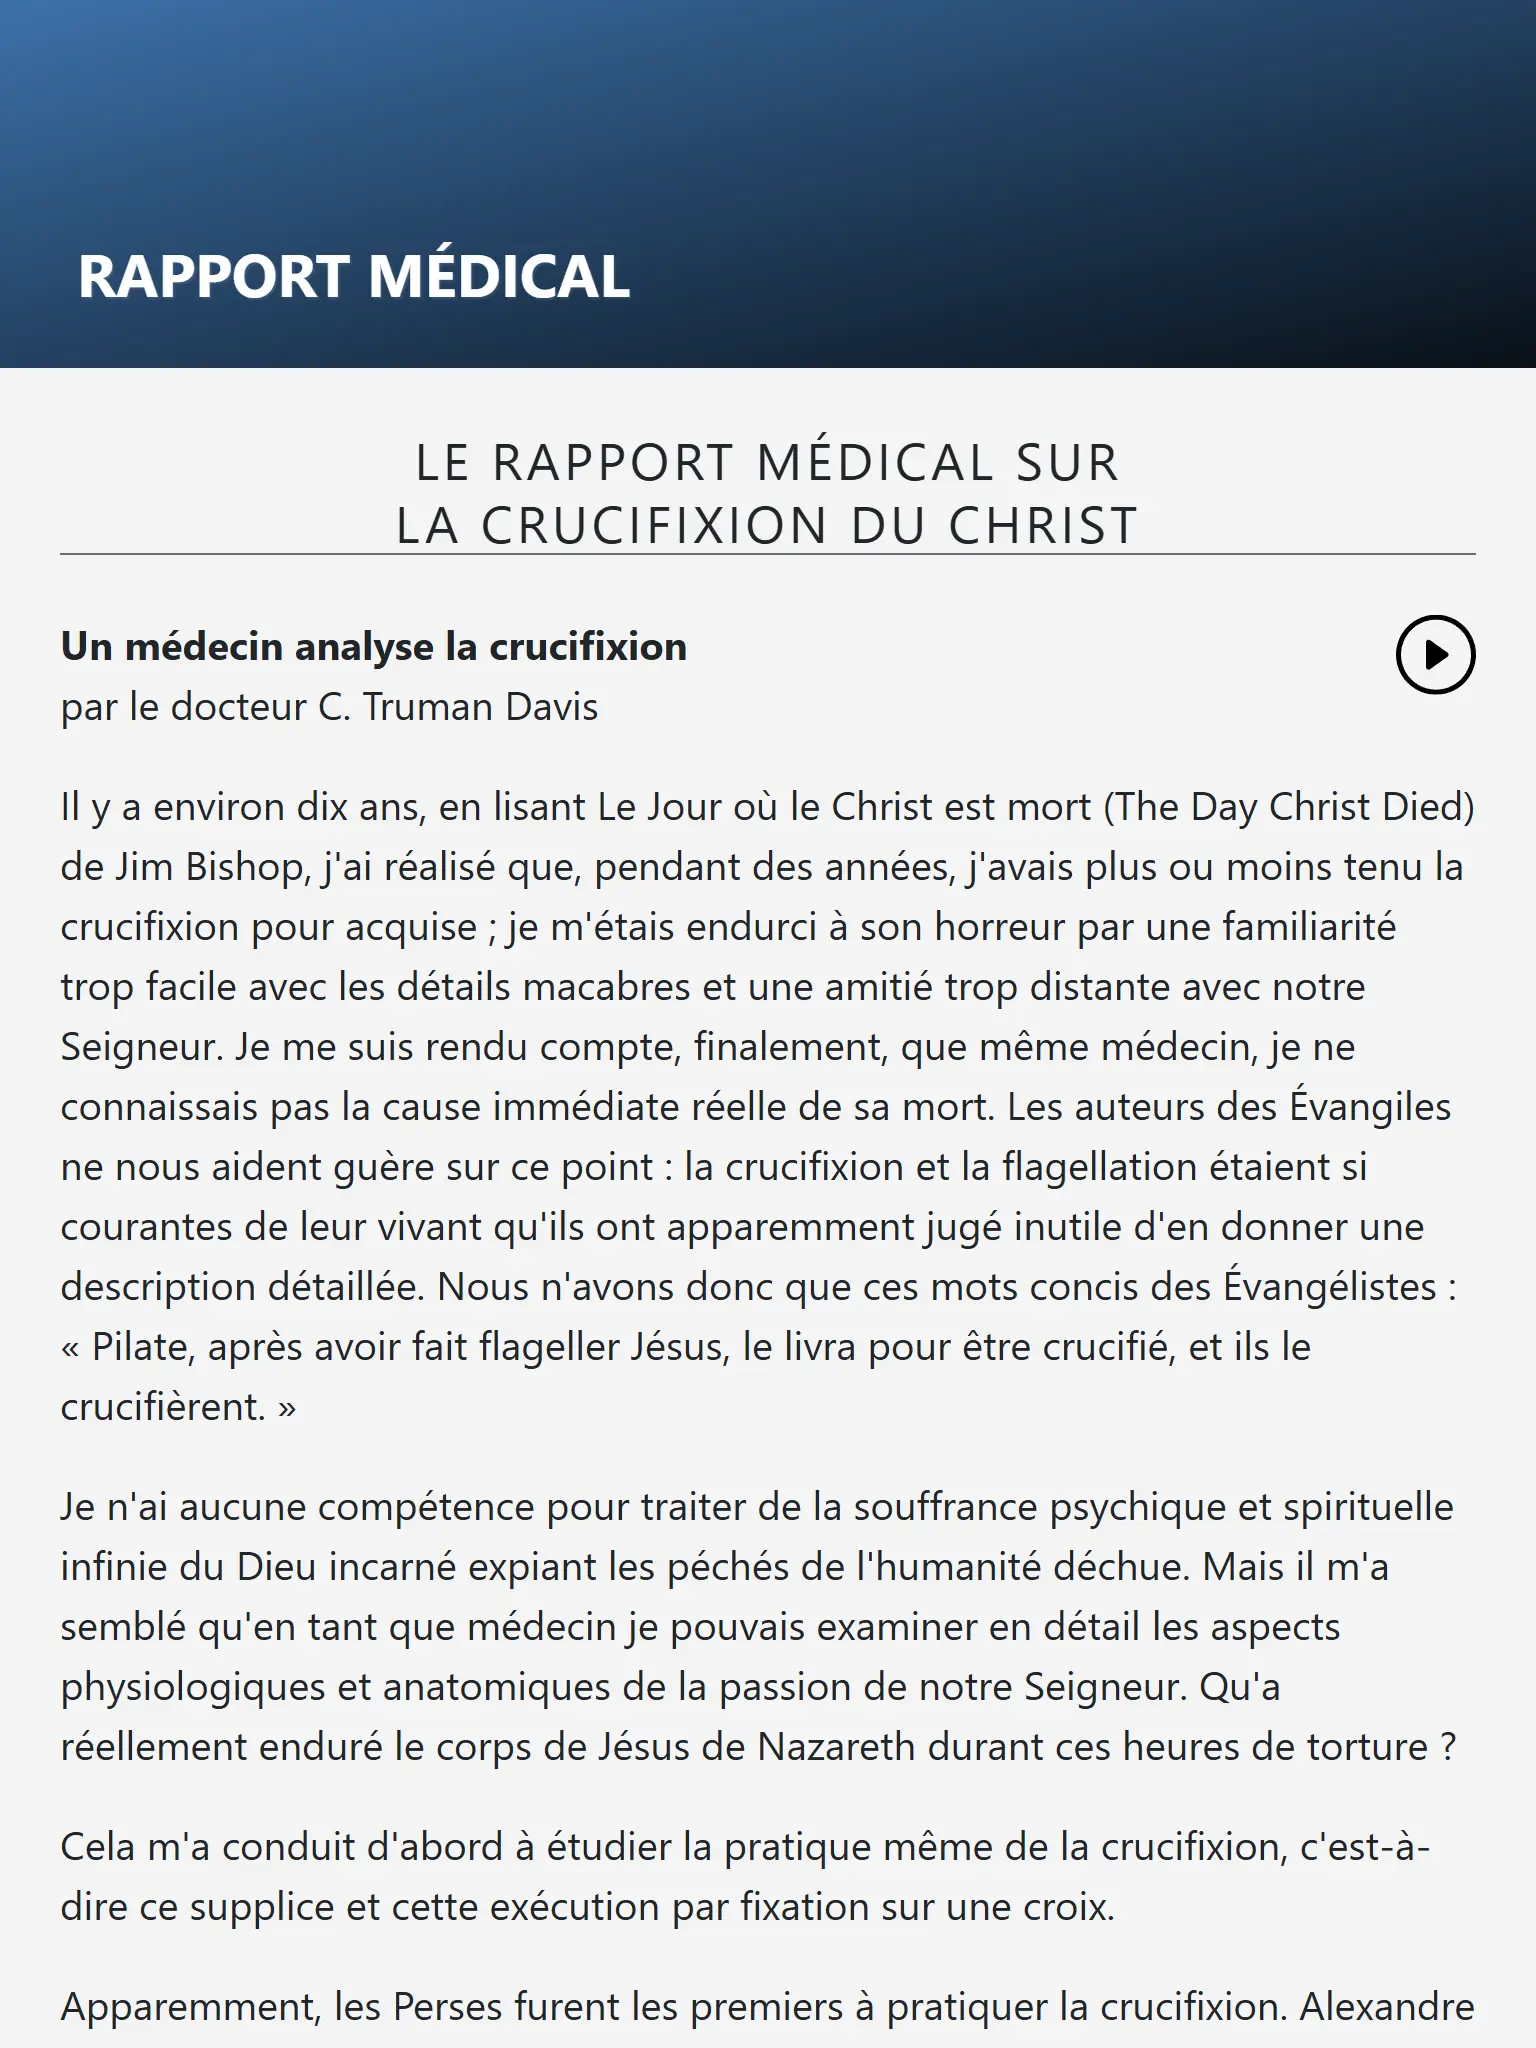 RAPPORT MÉDICAL
LE RAPPORT MÉDICAL SUR
LA CRUCIFIXION DU CHRIST
Un médecin analyse la crucifixion
par le docteur C. Truman Davis
Il y a environ dix ans, en lisant Le Jour où le Christ est mort (The Day Christ Died)
de Jim Bishop, j'ai réalisé que, pendant des années, j'avais plus ou moins tenu la
crucifixion pour acquise ; je m'étais endurci à son horreur par une familiarité
trop facile avec les détails macabres et une amitié trop distante avec notre
Seigneur. Je me suis rendu compte, finalement, que même médecin, je ne
connaissais pas la cause immédiate réelle de sa mort. Les auteurs des Évangiles
ne nous aident guère sur ce point : la crucifixion et la flagellation étaient si
courantes de leur vivant qu'ils ont apparemment jugé inutile d'en donner une
description détaillée. Nous n'avons donc que ces mots concis des Évangélistes :
« Pilate, après avoir fait flageller Jésus, le livra pour être crucifié, et ils le
crucifièrent. »
Je n'ai aucune compétence pour traiter de la souffrance psychique et spirituelle
infinie du Dieu incarné expiant les péchés de l'humanité déchue. Mais il m'a
semblé qu'en tant que médecin je pouvais examiner en détail les aspects
physiologiques et anatomiques de la passion de notre Seigneur. Qu'a
réellement enduré le corps de Jésus de Nazareth durant ces heures de torture ?
Cela m'a conduit d'abord à étudier la pratique même de la crucifixion, c'est-à-
dire ce supplice et cette exécution par fixation sur une croix.
Apparemment, les Perses furent les premiers à pratiquer la crucifixion. Alexandre